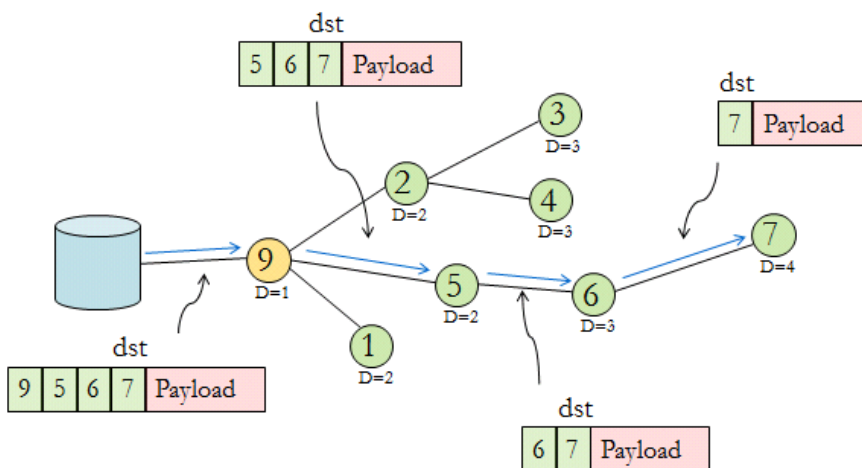 dst
5 6 7 Payload
dst
7 Payload
3
D=3
2
D=2
4
D=3
9
D=1
5
D=2
6
D=3
7
D=4
1
D=2
dst
9 5 6 7 Payload
dst
6 7 Payload